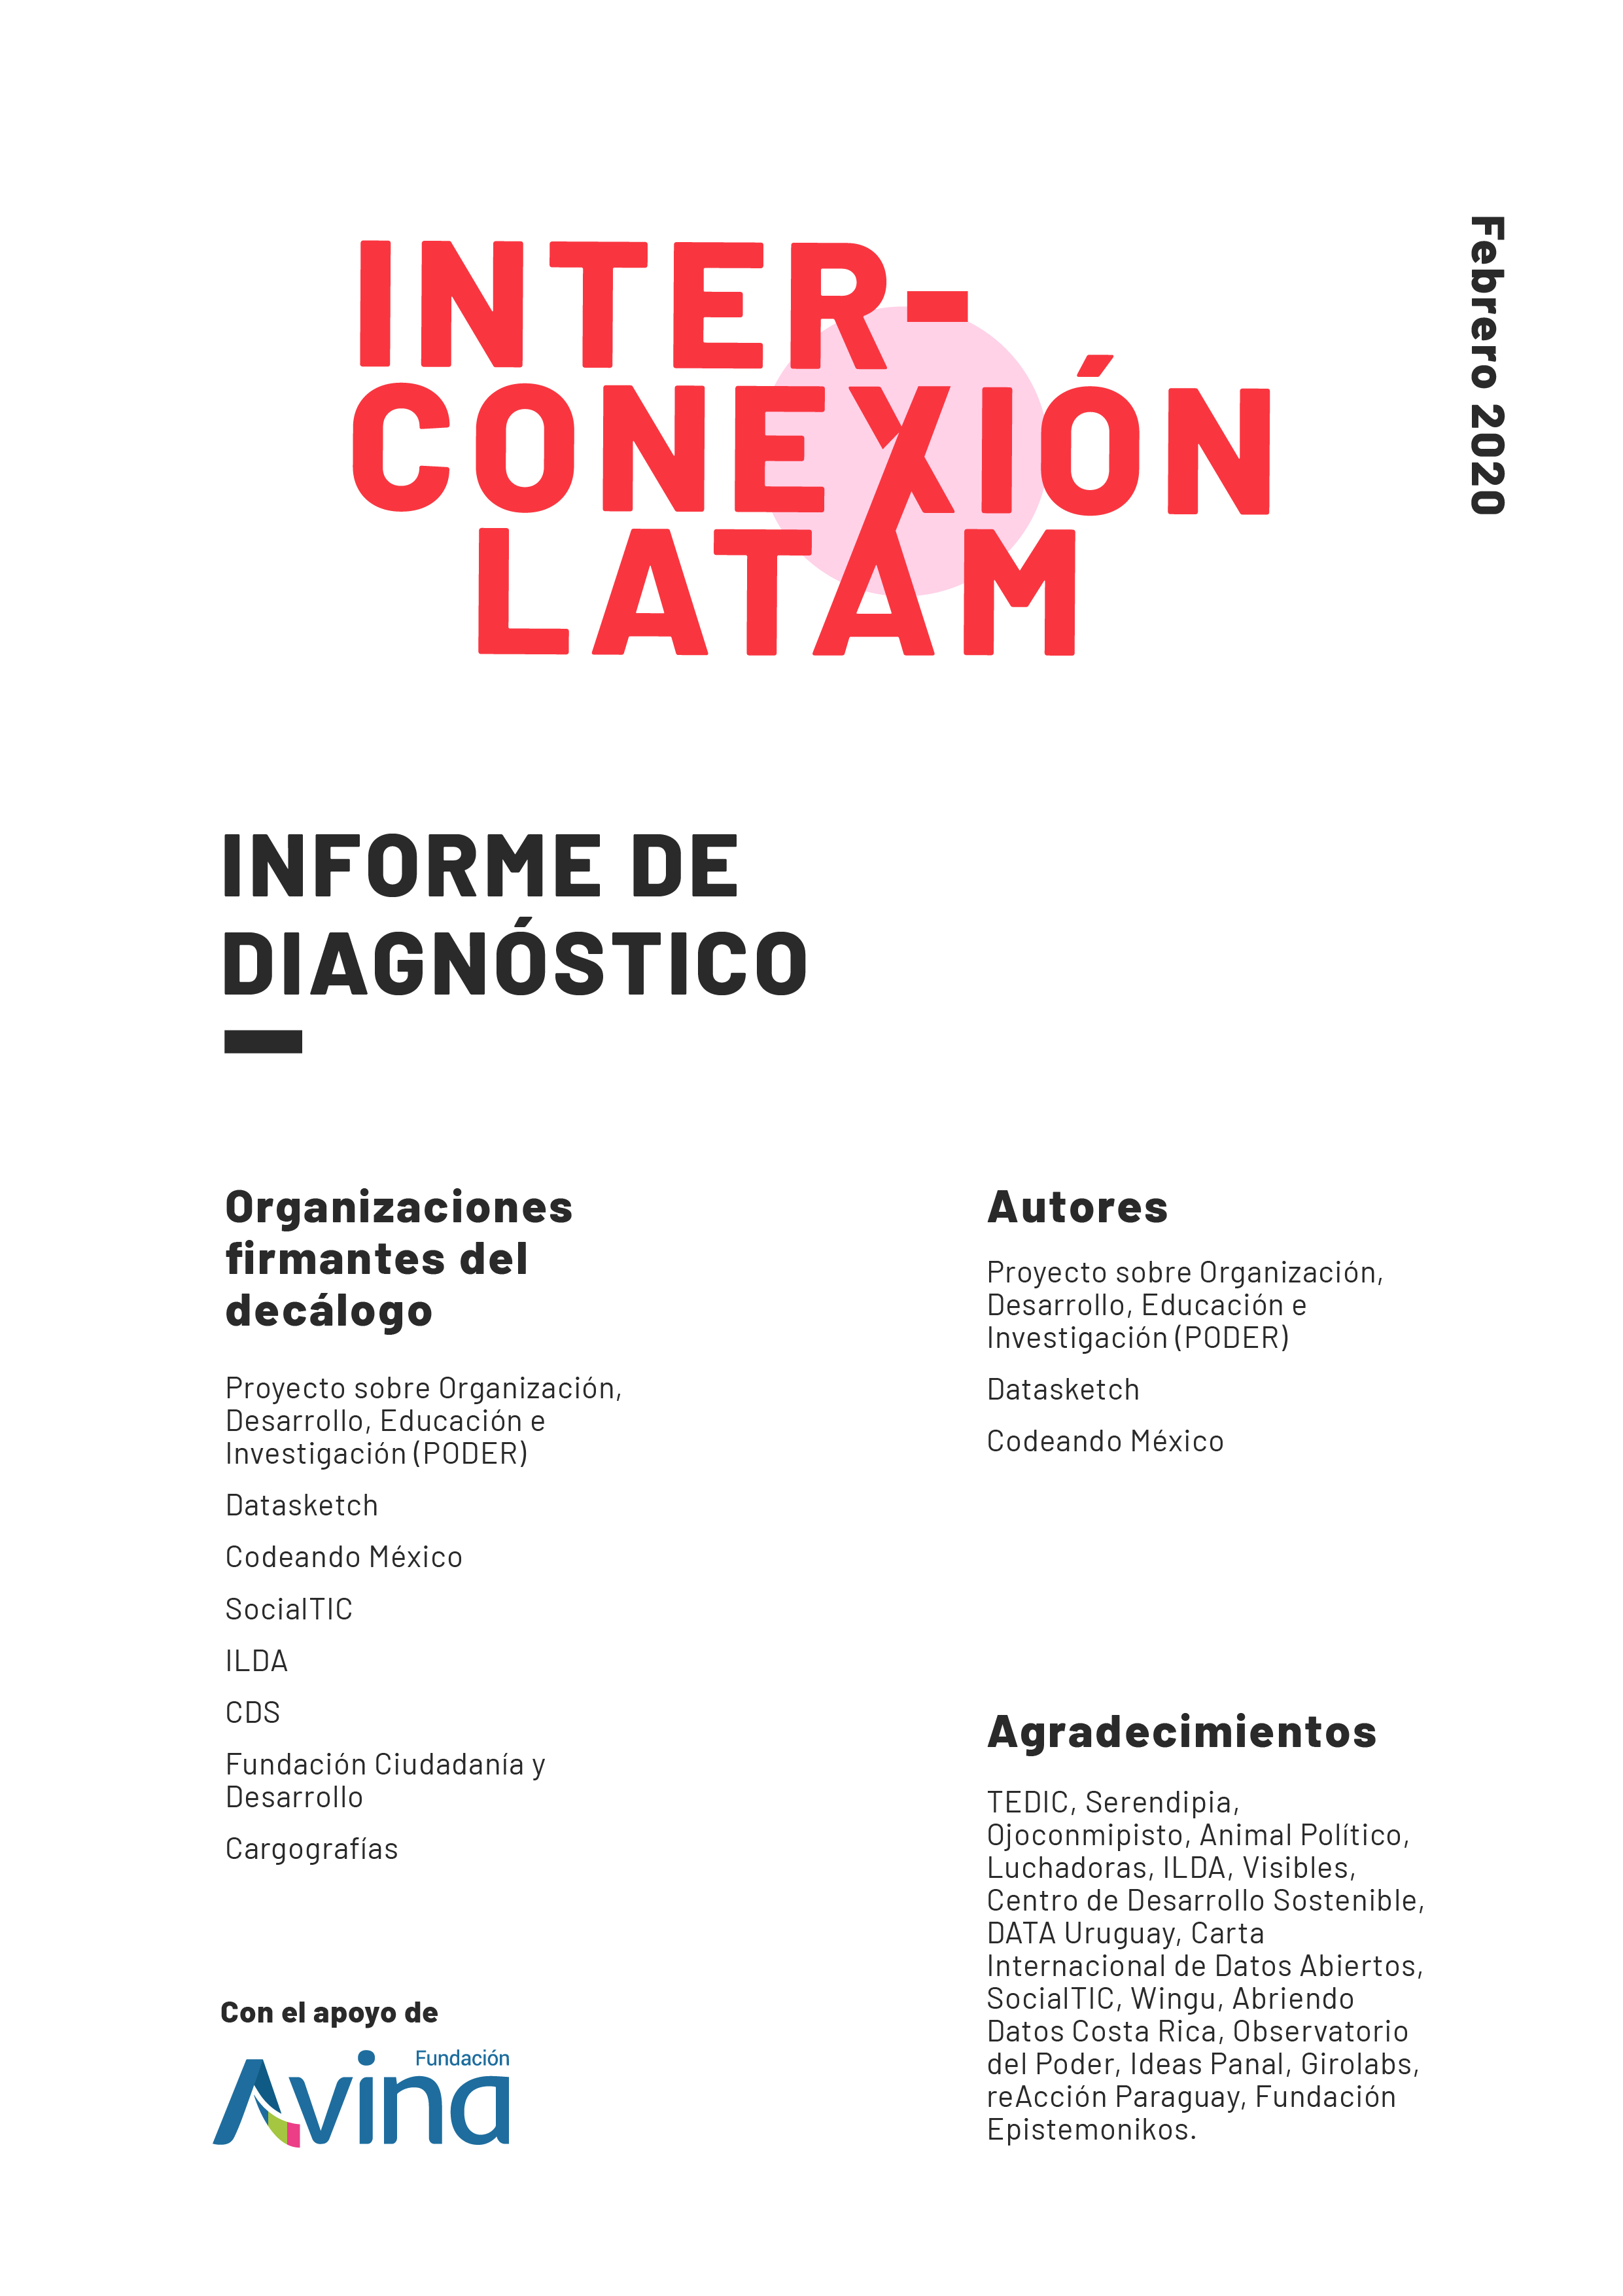 INTER-
CONEXIÓN
LATAM
Febrero 2020
INFORME DE
DIAGNÓSTICO
Organizaciones
firmantes del
decálogo
Proyecto sobre Organización,
Desarrollo, Educación e
Investigación (PODER)
Datasketch
Codeando México
SocialTIC
ILDA
CDS
Fundación Ciudadanía y
Desarrollo
Cargografías
Con el apoyo de
Fundación
Avina
Autores
Proyecto sobre Organización,
Desarrollo, Educación e
Investigación (PODER)
Datasketch
Codeando México
Agradecimientos
TEDIC, Serendipia,
Ojoconmipisto, Animal Político,
Luchadoras, ILDA, Visibles,
Centro de Desarrollo Sostenible,
DATA Uruguay, Carta
Internacional de Datos Abiertos,
SocialTIC, Wingu, Abriendo
Datos Costa Rica, Observatorio
del Poder, Ideas Panal, Girolabs,
reAcción Paraguay, Fundación
Epistemonikos.